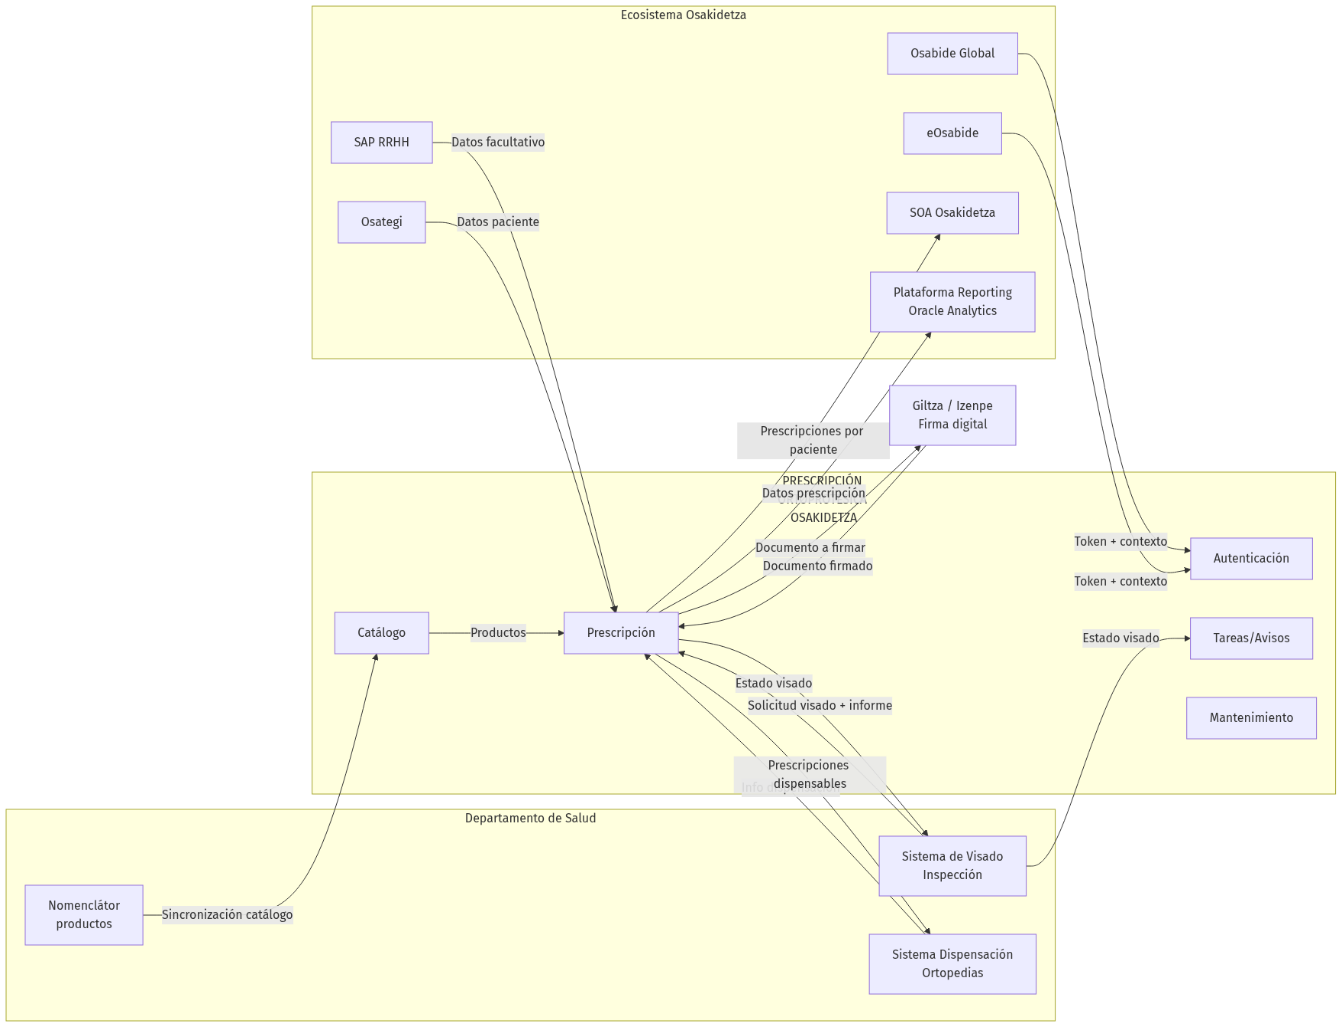 Ecosistema Osakidetza
Osabide Global
eOsabide
SAP RRHH
Datos facultativo
Osategi
Datos paciente
SOA Osakidetza
Plataforma Reporting
Oracle Analytics
Giltza / Izenpe
Firma digital
Prescripciones por
paciente
PRESCRIPCIÓN
Datos prescripción
OSAKIDETZA
Documento a firmar
Documento firmado
Token + contexto
Autenticación
Token + contexto
Catálogo
Productos
Prescripción
Estado visado
Tareas/Avisos
Estado visado
Solicitud visado + informe
Mantenimiento
Prescripciones
dispensables
Info
Departamento de Salud
Sistema de Visado
Inspección
Nomenclátor
productos
Sincronización catálogo
Sistema Dispensación
Ortopedias